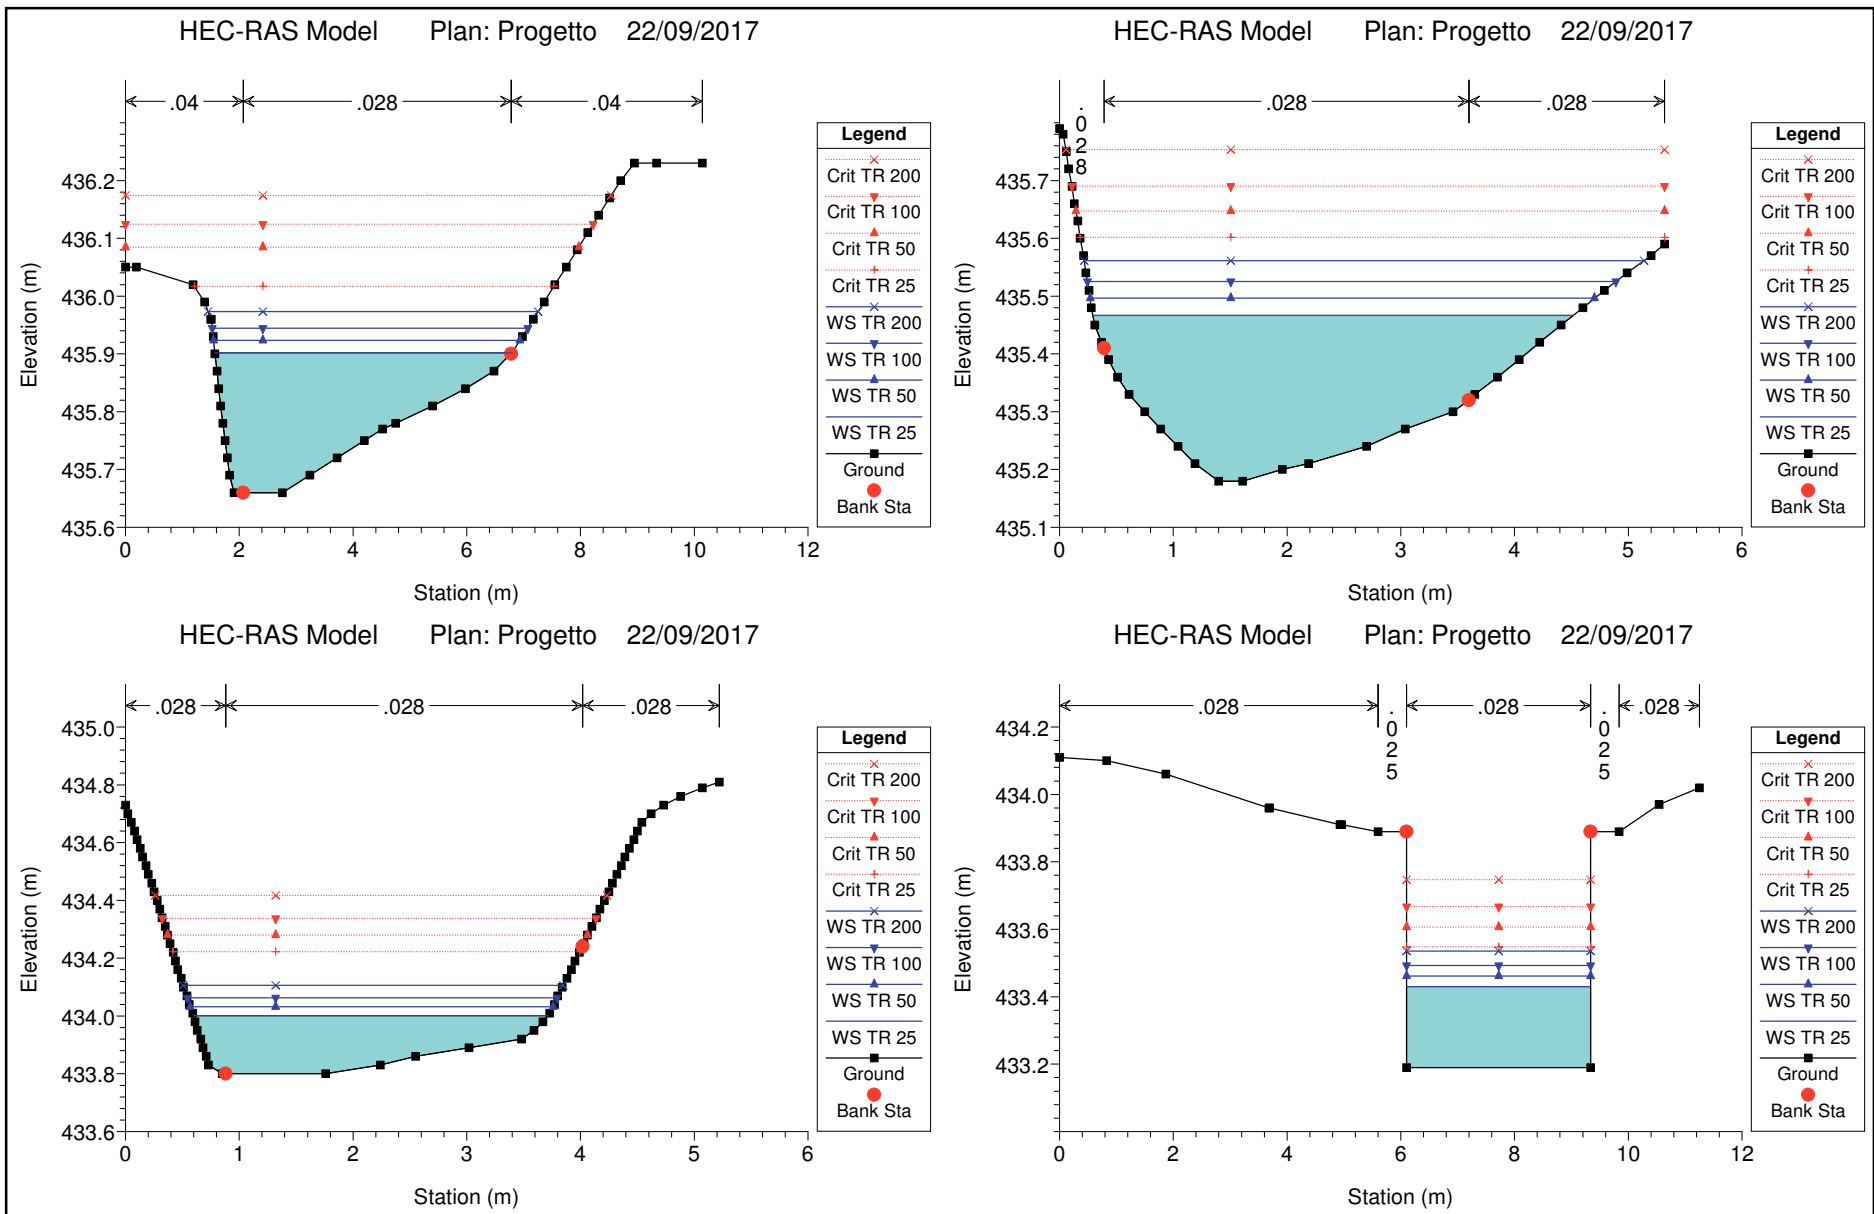 HEC-RAS Model Plan: Progetto 22/09/2017
.04 .028 .04
Elevation (m)
436.2
436.1
436.0
435.9
435.8
435.7
435.6
0 2 4 6 8 10 12
Station (m)
Legend
Crit TR 200
Crit TR 100
Crit TR 50
Crit TR 25
WS TR 200
WS TR 100
WS TR 50
WS TR 25
Ground
Bank Sta
HEC-RAS Model Plan: Progetto 22/09/2017
.028 .028 .028
Elevation (m)
435.7
435.6
435.5
435.4
435.3
435.2
435.1
0 1 2 3 4 5 6
Station (m)
Legend
Crit TR 200
Crit TR 100
Crit TR 50
Crit TR 25
WS TR 200
WS TR 100
WS TR 50
WS TR 25
Ground
Bank Sta
HEC-RAS Model Plan: Progetto 22/09/2017
.028 .028 .028
Elevation (m)
435.0
434.8
434.6
434.4
434.2
434.0
433.8
433.6
0 1 2 3 4 5 6
Station (m)
Legend
Crit TR 200
Crit TR 100
Crit TR 50
Crit TR 25
WS TR 200
WS TR 100
WS TR 50
WS TR 25
Ground
Bank Sta
HEC-RAS Model Plan: Progetto 22/09/2017
.028 .025 .028 .025 .028
Elevation (m)
434.2
434.0
433.8
433.6
433.4
433.2
0 2 4 6 8 10 12
Station (m)
Legend
Crit TR 200
Crit TR 100
Crit TR 50
Crit TR 25
WS TR 200
WS TR 100
WS TR 50
WS TR 25
Ground
Bank Sta